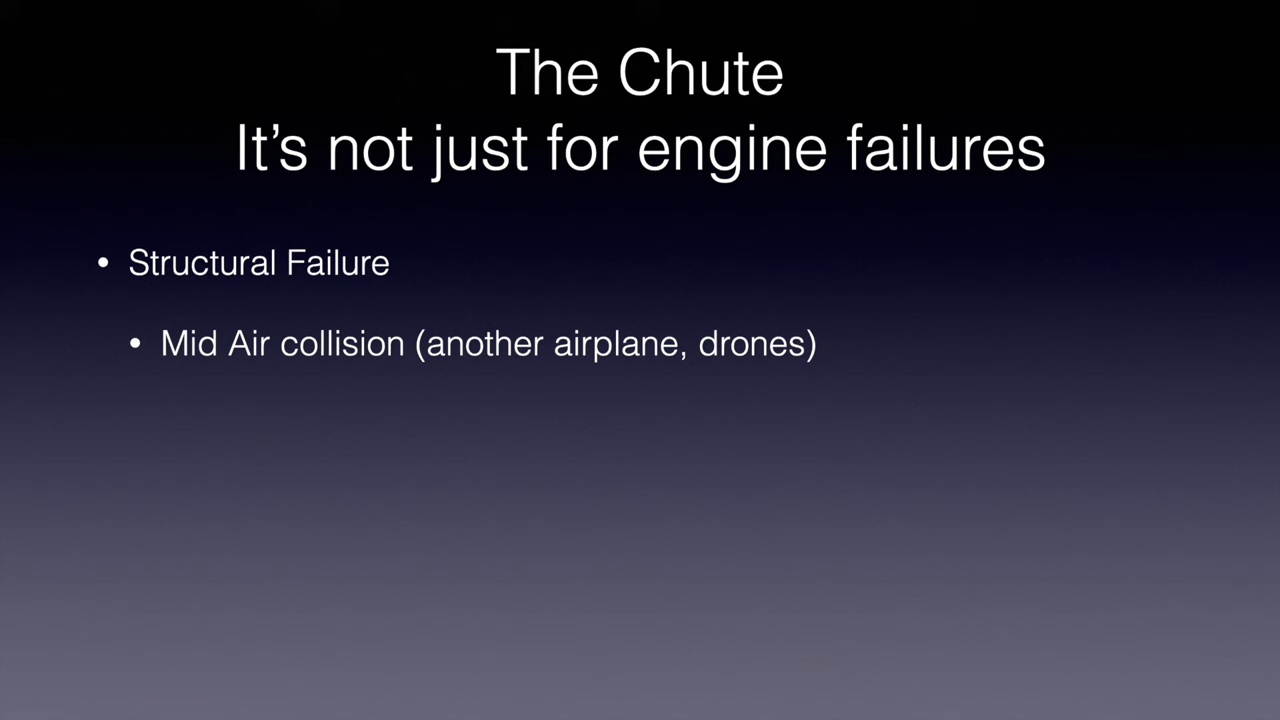 The Chute
It’s not just for engine failures
• Structural Failure
• Mid Air collision (another airplane, drones)